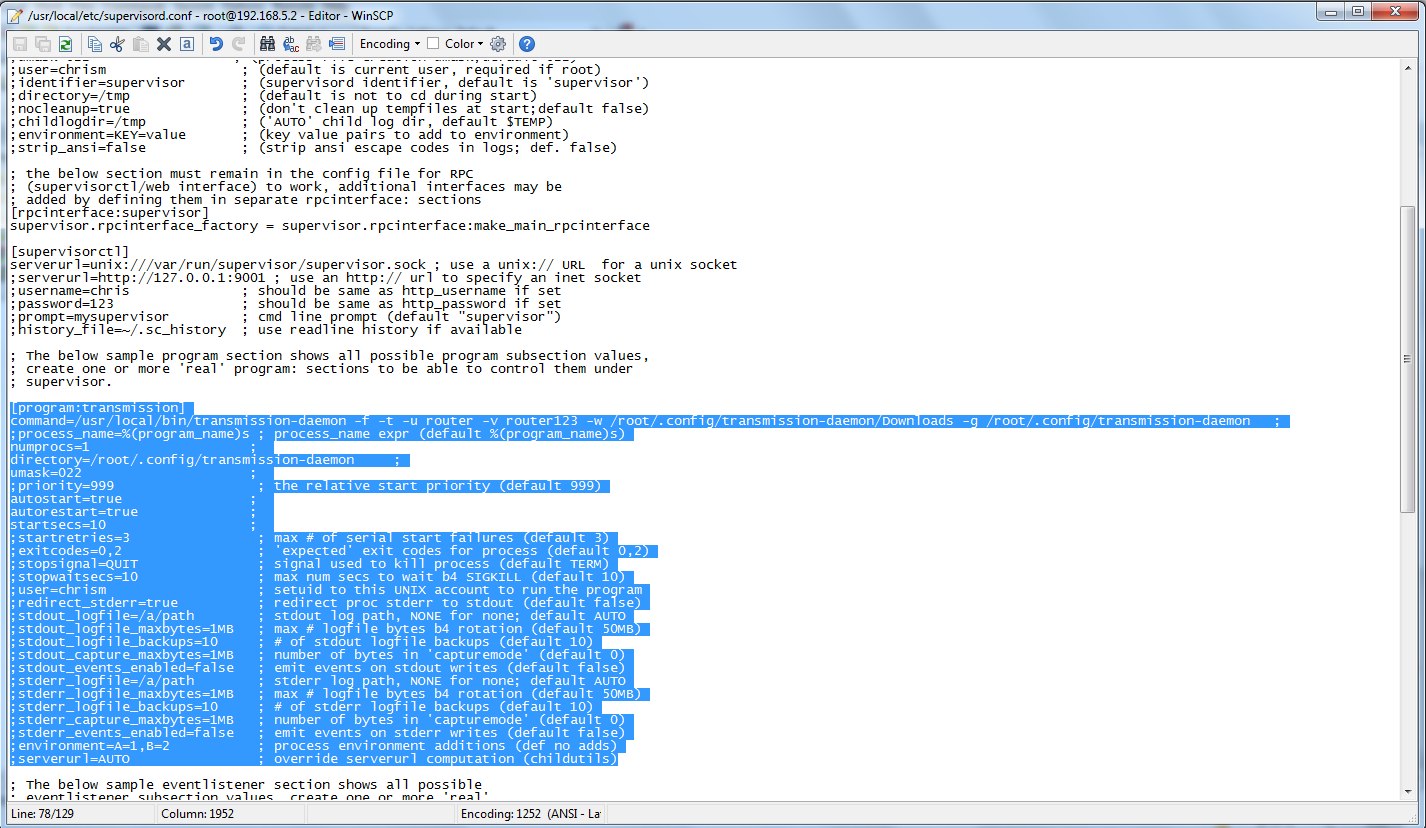 /usr/local/etc/supervisord.conf - root@192.168.5.2 - Editor - WinSCP
Encoding Color
;user=chrism ; (default is current user, required if root)
;identifier=supervisor ; (supervisord identifier, default is 'supervisor')
;directory=/tmp ; (default is not to cd during start)
;nocleanup=true ; (don't clean up tempfiles at start;default false)
;childlogdir=/tmp ; ('AUTO' child log dir, default $TEMP)
;environment=KEY=value ; (key value pairs to add to environment)
;strip_ansi=false ; (strip ansi escape codes in logs; def. false)
; the below section must remain in the config file for RPC
; (supervisorctl/web interface) to work, additional interfaces may be
; added by defining them in separate rpcinterface: sections
[rpcinterface:supervisor]
supervisor.rpcinterface_factory = supervisor.rpcinterface:make_main_rpcinterface
[supervisorctl]
serverurl=unix:///var/run/supervisor/supervisor.sock ; use a unix:// URL  for a unix socket
;serverurl=http://127.0.0.1:9001 ; use an http:// url to specify an inet socket
;username=chris ; should be same as http_username if set
;password=123 ; should be same as http_password if set
;prompt=mysupervisor ; cmd line prompt (default "supervisor")
;history_file=~/.sc_history ; use readline history if available
; The below sample program section shows all possible program subsection values,
; create one or more 'real' program: sections to be able to control them under
; supervisor.
[program:transmission]
command=/usr/local/bin/transmission-daemon -f -t -u router -v router123 -w /root/.config/transmission-daemon/Downloads -g /root/.config/transmission-daemon ;
;process_name=%(program_name)s ; process_name expr (default %(program_name)s)
numprocs=1 ;
directory=/root/.config/transmission-daemon ;
umask=022 ;
;priority=999 ; the relative start priority (default 999)
autostart=true ;
autorestart=true ;
startsecs=10 ;
;startretries=3 ; max # of serial start failures (default 3)
;exitcodes=0,2 ; 'expected' exit codes for process (default 0,2)
;stopsignal=QUIT ; signal used to kill process (default TERM)
;stopwaitsecs=10 ; max num secs to wait b4 SIGKILL (default 10)
;user=chrism ; setuid to this UNIX account to run the program
;redirect_stderr=true ; redirect proc stderr to stdout (default false)
;stdout_logfile=/a/path ; stdout log path, NONE for none; default AUTO
;stdout_logfile_maxbytes=1MB ; max # logfile bytes b4 rotation (default 50MB)
;stdout_logfile_backups=10 ; # of stdout logfile backups (default 10)
;stdout_capture_maxbytes=1MB ; number of bytes in 'capturemode' (default 0)
;stdout_events_enabled=false ; emit events on stdout writes (default false)
;stderr_logfile=/a/path ; stderr log path, NONE for none; default AUTO
;stderr_logfile_maxbytes=1MB ; max # logfile bytes b4 rotation (default 50MB)
;stderr_logfile_backups=10 ; # of stderr logfile backups (default 10)
;stderr_capture_maxbytes=1MB ; number of bytes in 'capturemode' (default 0)
;stderr_events_enabled=false ; emit events on stderr writes (default false)
;environment=A=1,B=2 ; process environment additions (def no adds)
;serverurl=AUTO ; override serverurl computation (childutils)
; The below sample eventlistener section shows all possible
; eventlistener subsection values, create one or more 'real'
Line: 78/129 Column: 1952 Encoding: 1252 (ANSI - La